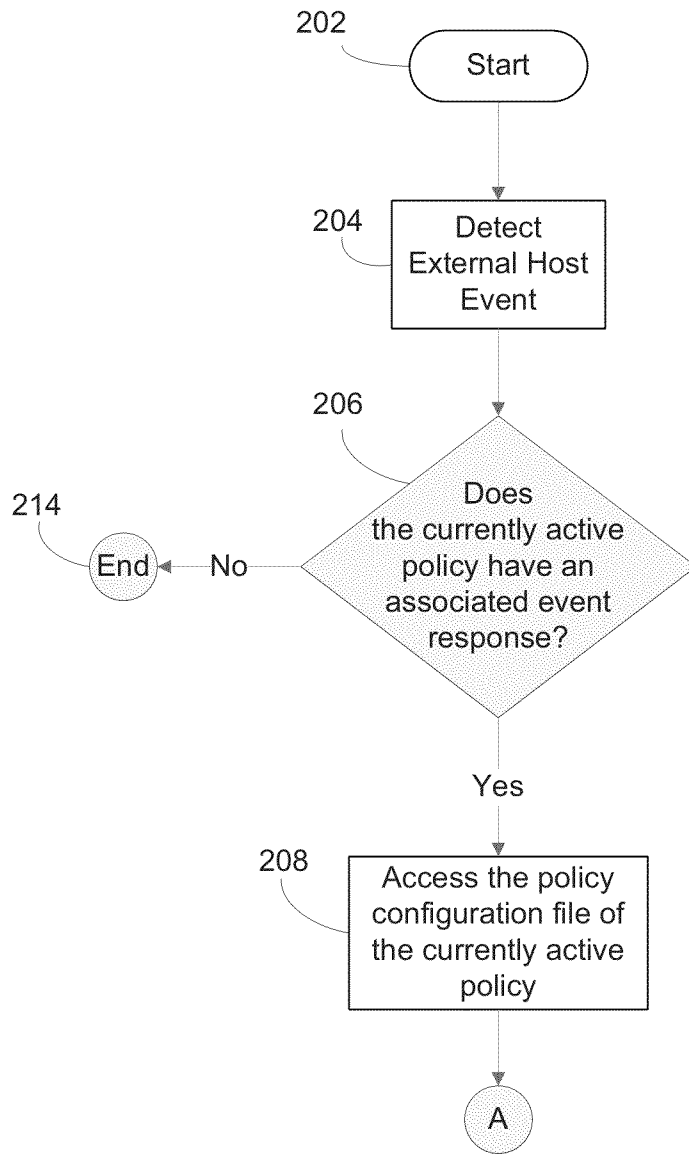 202
Start
204
Detect
External Host
Event
206
Does
the currently active
policy have an
associated event
response?
214
End
No
Yes
208
Access the policy
configuration file of
the currently active
policy
A